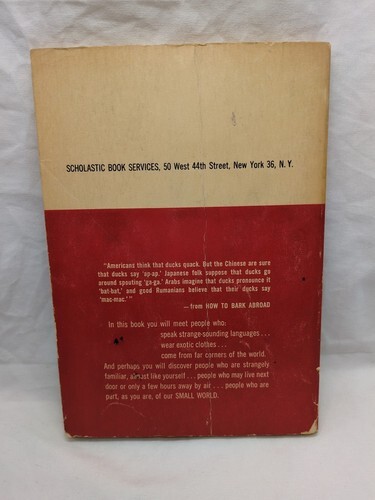 SCHOLASTIC BOOK SERVICES, 50 West 44th Street, New York 36, N. Y.
"Americans think that ducks quack. But the Chinese are sure
that ducks say 'ap-ap.' Japanese folk suppose that ducks go
around spouting 'ga-ga.' Arabs imagine that ducks pronounce it
'bat-bat,' and good Rumanians believe that their ducks say
'mac-mac.'"
—from HOW TO BARK ABROAD
In this book you will meet people who:
speak strange-sounding languages...
wear exotic clothes...
come from far corners of the world.
And perhaps you will discover people who are strangely
familiar, almost like yourself... people who may live next
door or only a few hours away by air... people who are
part, as you are, of our SMALL WORLD.